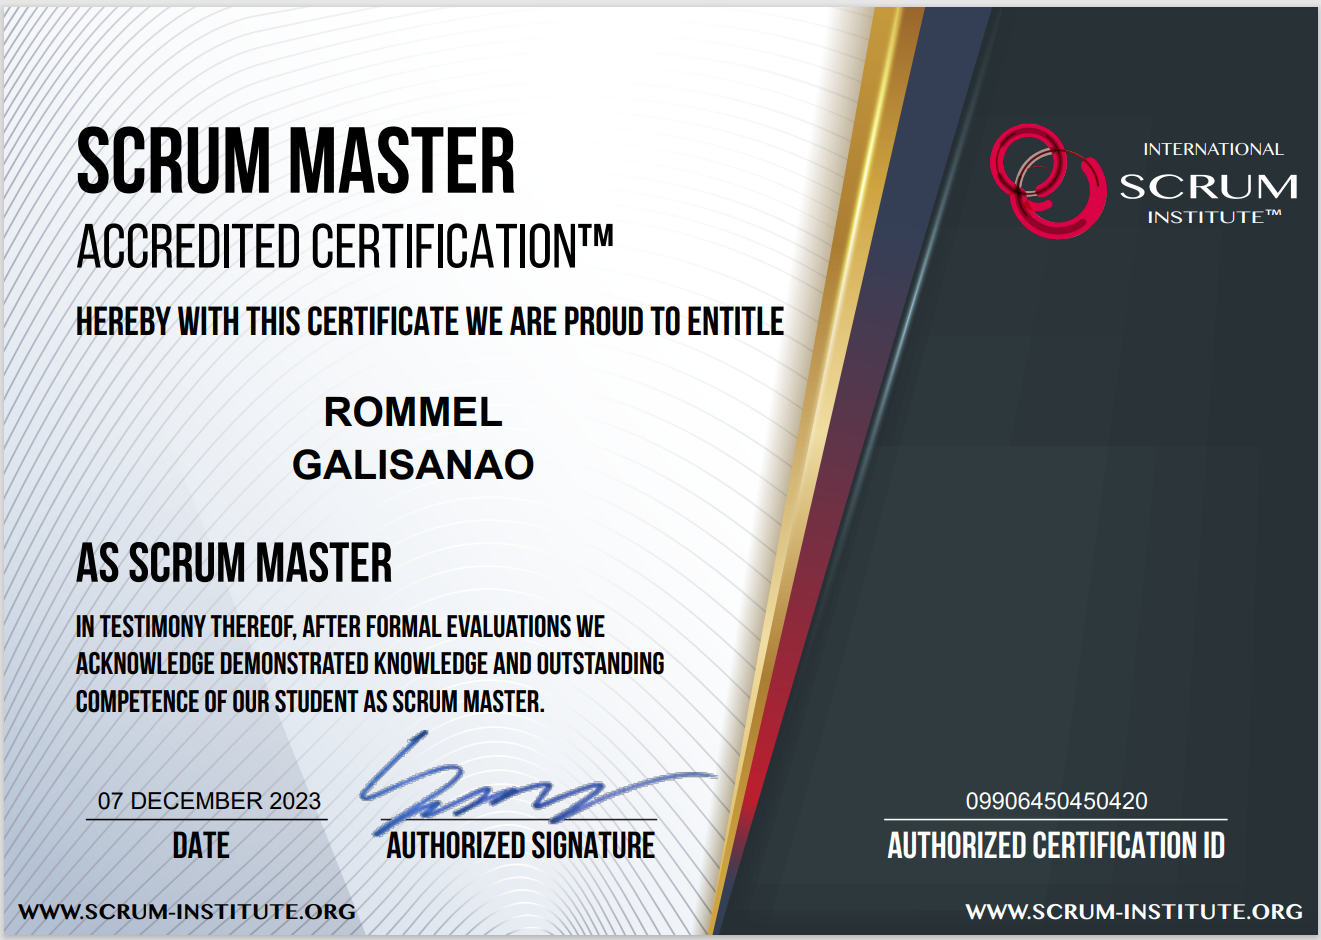 SCRUM MASTER
ACCREDITED CERTIFICATION™
HEREBY WITH THIS CERTIFICATE WE ARE PROUD TO ENTITLE
ROMMEL
GALISANAO
AS SCRUM MASTER
IN TESTIMONY THEREOF, AFTER FORMAL EVALUATIONS WE
ACKNOWLEDGE DEMONSTRATED KNOWLEDGE AND OUTSTANDING
COMPETENCE OF OUR STUDENT AS SCRUM MASTER.
07 DECEMBER 2023
DATE
AUTHORIZED SIGNATURE
WWW.SCRUM-INSTITUTE.ORG
INTERNATIONAL
SCRUM
INSTITUTE™
09906450450420
AUTHORIZED CERTIFICATION ID
WWW.SCRUM-INSTITUTE.ORG